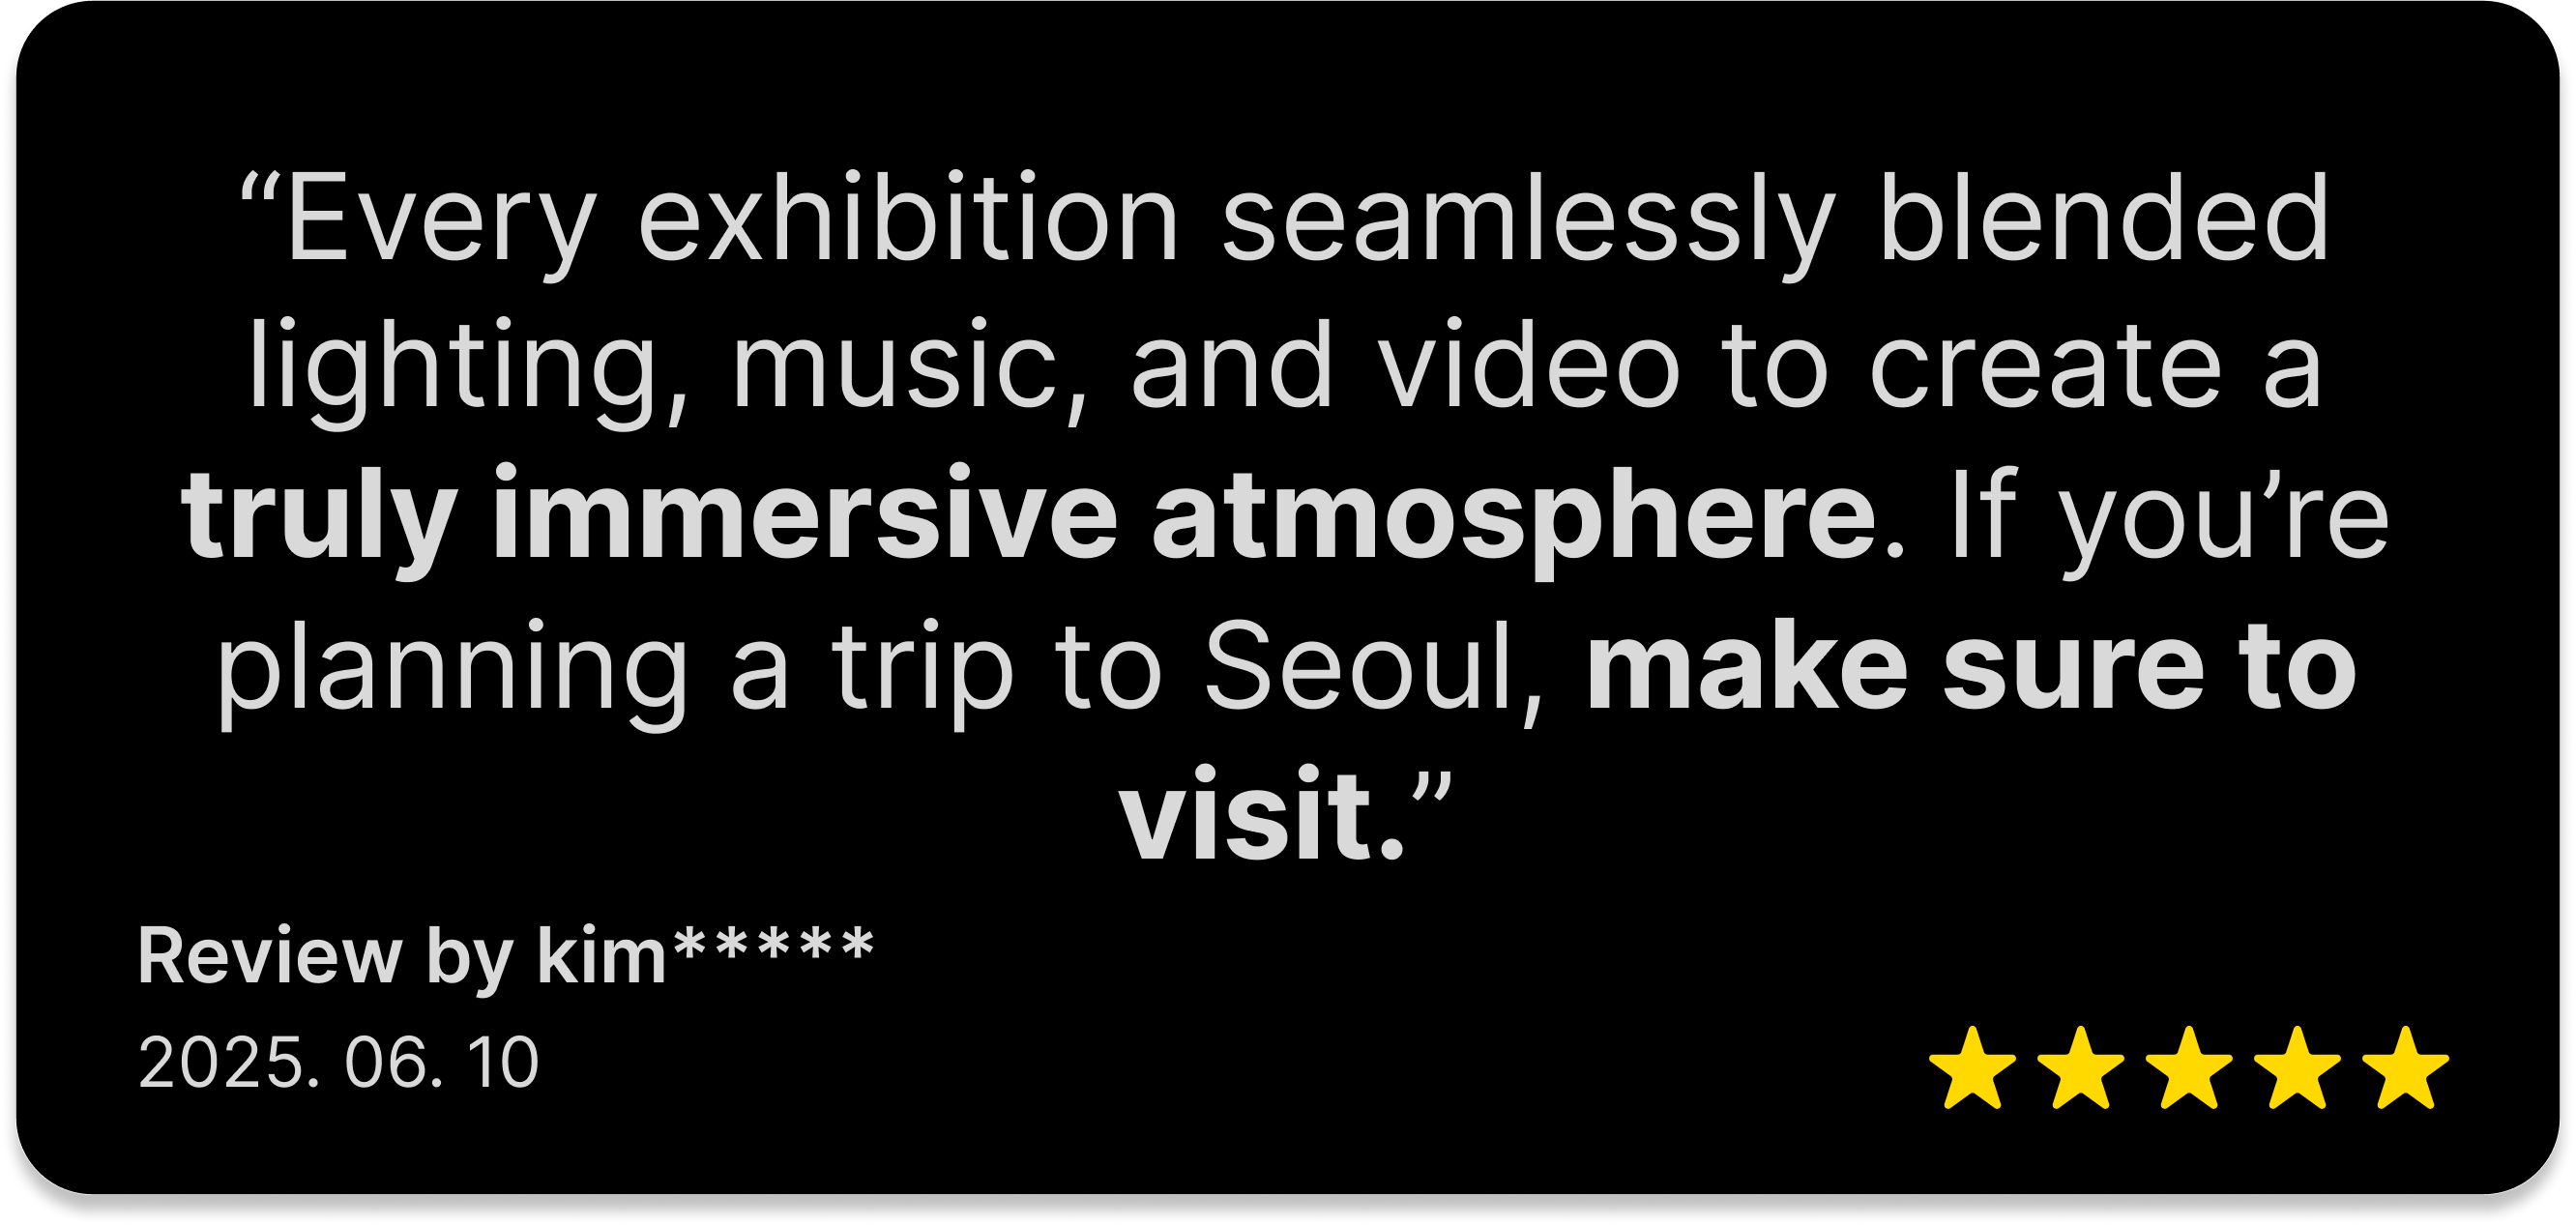 “Every exhibition seamlessly blended
lighting, music, and video to create a
truly immersive atmosphere. If you’re
planning a trip to Seoul, make sure to
visit.”
Review by kim*****
2025. 06. 10